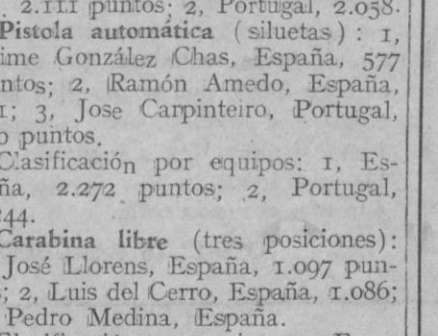 2.111 puntos; 2, Portugal, 2.058.
Pistola automática (siluetas): 1,
ime González Chas, España, 577
ntos; 2, Ramón Amedo, España,
1; 3, Jose Carpinteiro, Portugal,
0 puntos.
Clasificación por equipos: 1, Es-
ña, 2.272 puntos; 2, Portugal,
244.
Carabina libre (tres posiciones):
José Llorens, España, 1.097 pun-
s; 2, Luis del Cerro, España, 1.086;
Pedro Medina, España.